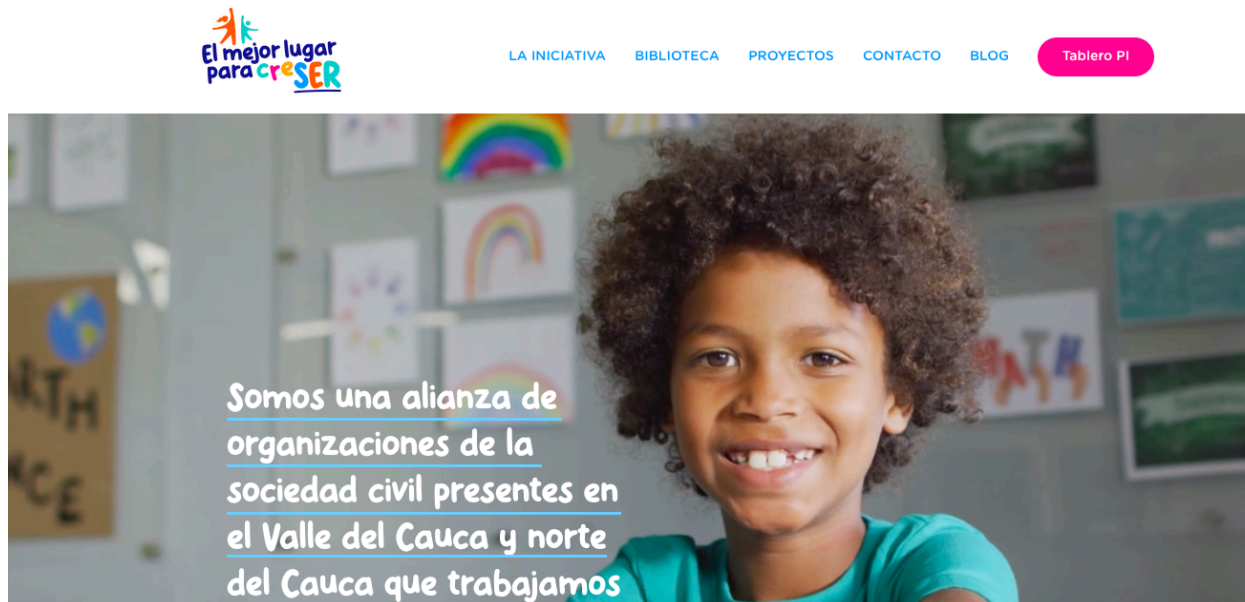 El mejor lugar
para creSER
LA INICIATIVA BIBLIOTECA PROYECTOS CONTACTO BLOG Tablero PI
MATH
Somos una alianza de
organizaciones de la
sociedad civil presentes en
el Valle del Cauca y norte
del Cauca que trabajamos